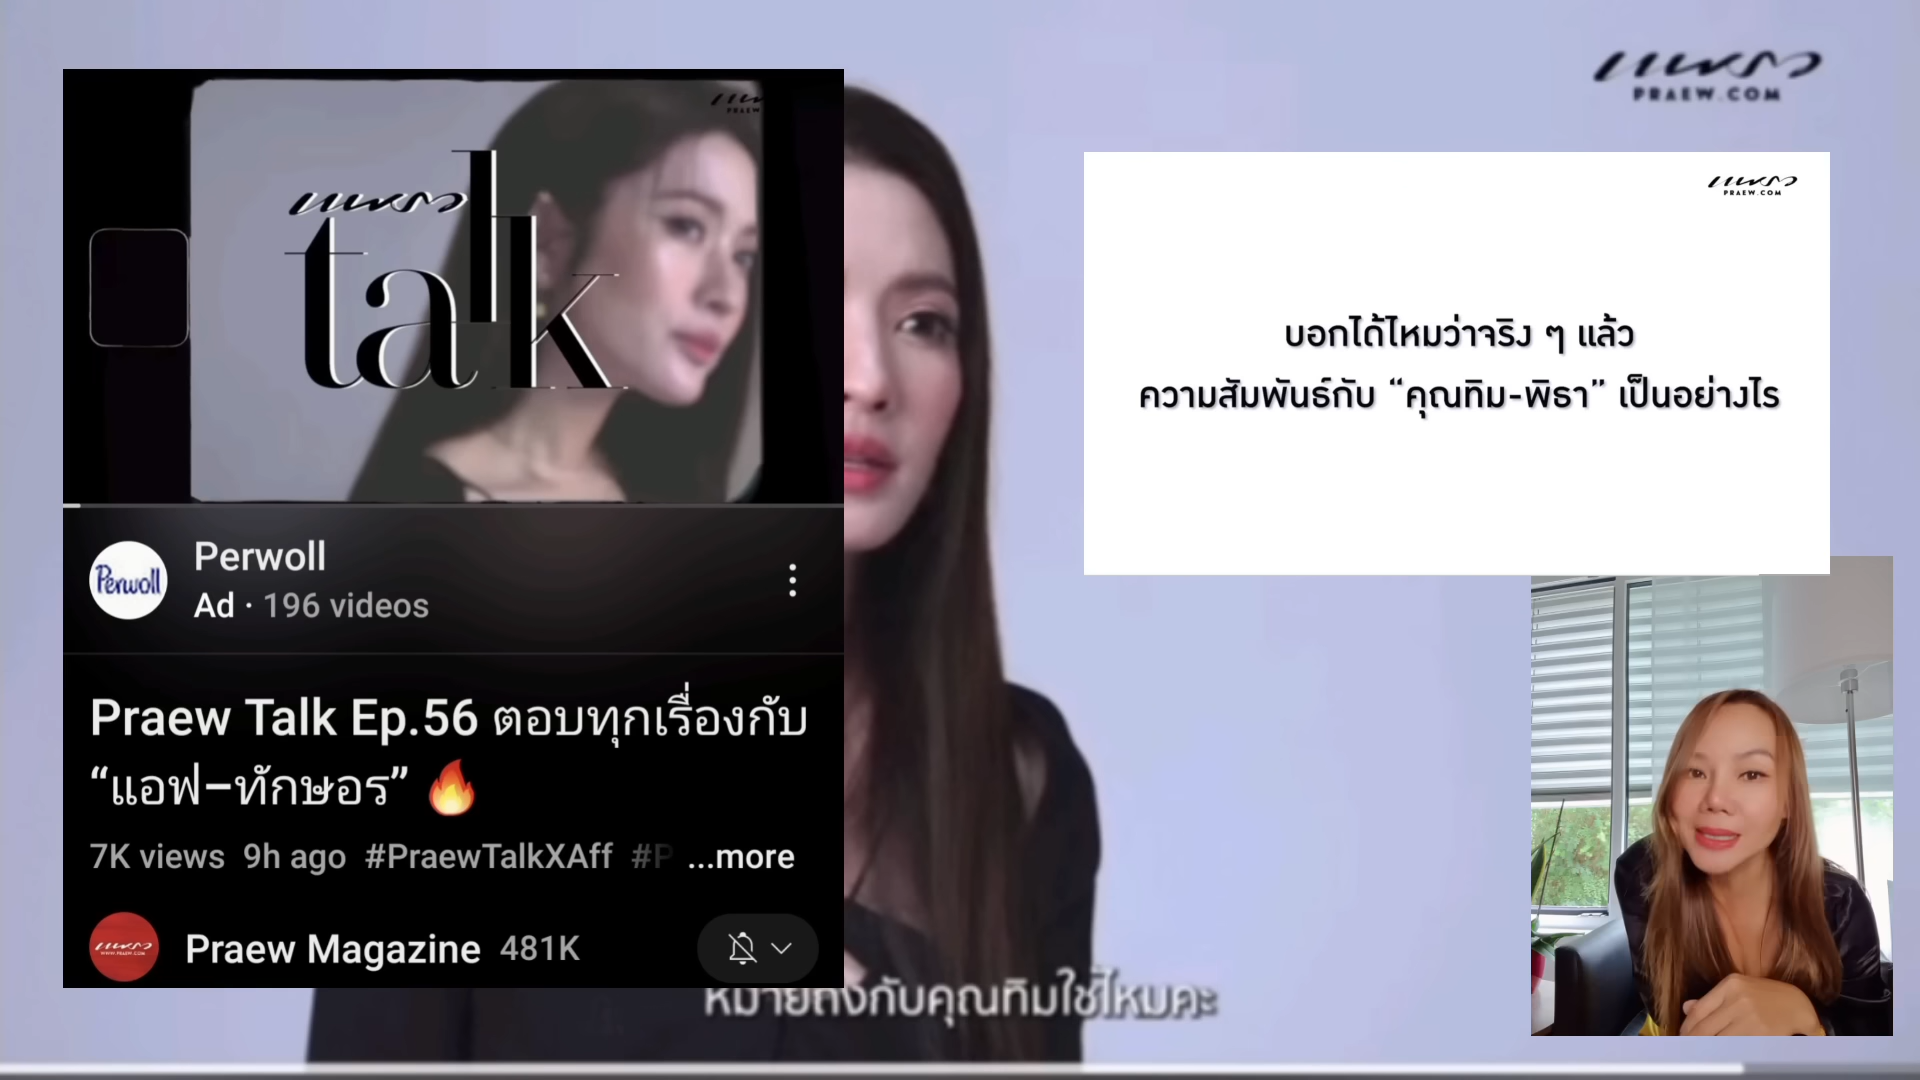 แพรว
PRAEW.COM
แพรว
talk
Perwoll
Perwoll
Ad · 196 videos
Praew Talk Ep.56 ตอบทุกเรื่องกับ
“แอฟ–ทักษอร” 🔥
7K views 9h ago #PraewTalkXAff #P ...more
แพรว
Praew Magazine 481K
แพรว
PRAEW.COM
บอกได้ไหมว่าจริง ๆ แล้ว
ความสัมพันธ์กับ “คุณทิม-พิธา” เป็นอย่างไร
หมายถึงกับคุณทิมใช่ไหมคะ